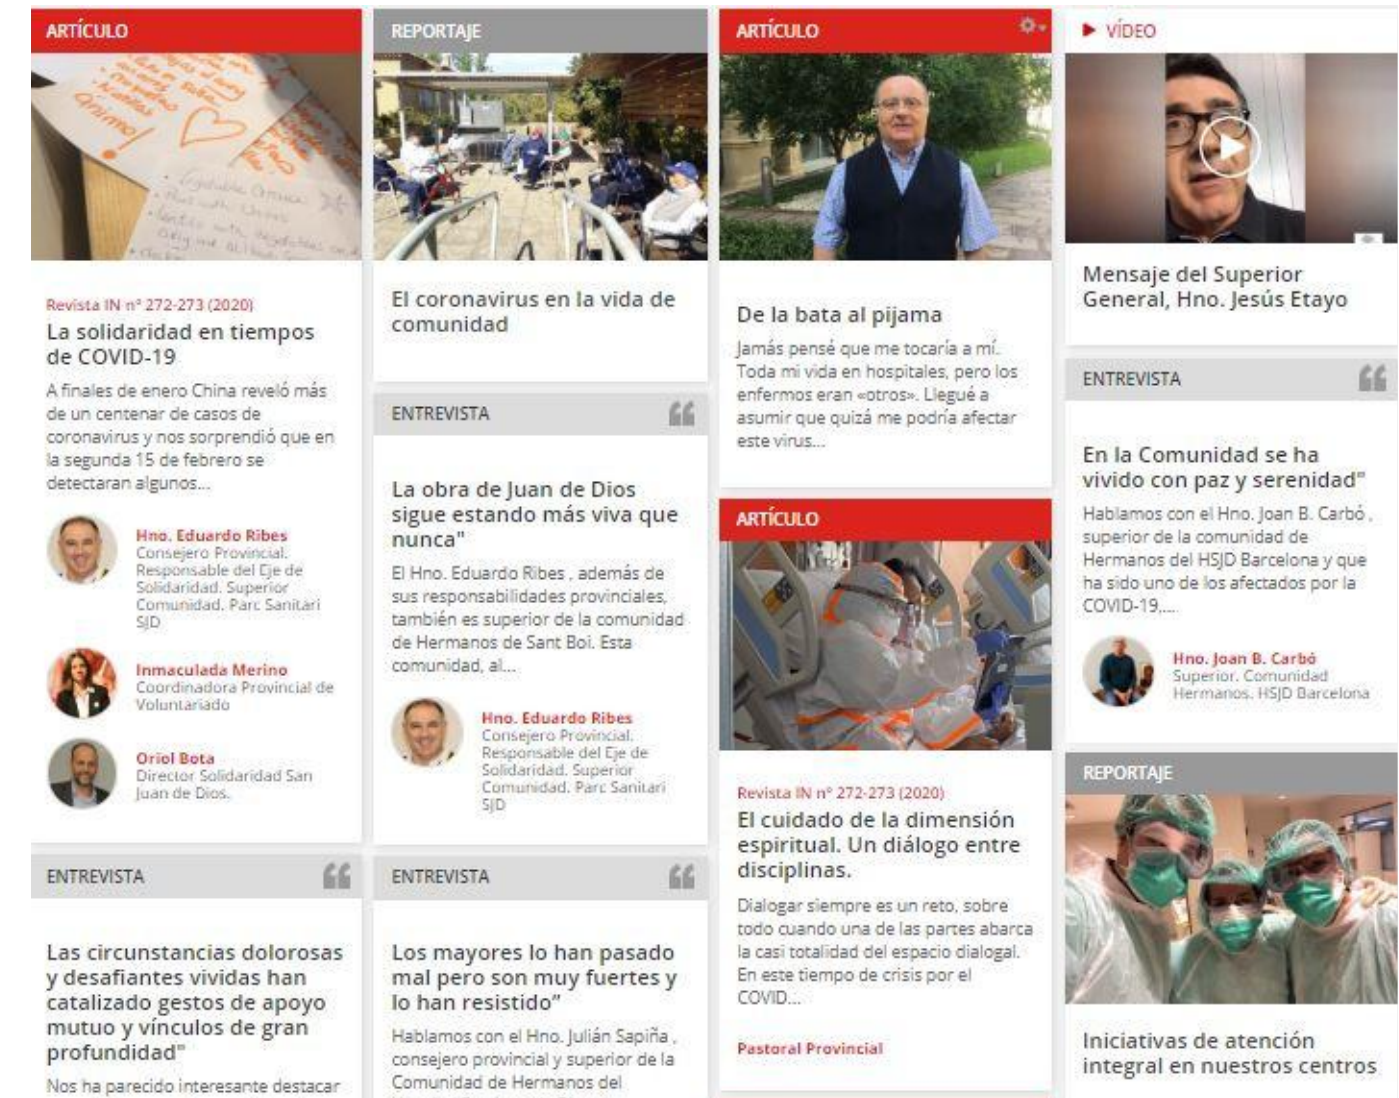 ARTÍCULO
ánimo!
Revista IN nº 272-273 (2020)
La solidaridad en tiempos
de COVID-19
A finales de enero China reveló más
de un centenar de casos de
coronavirus y nos sorprendió que en
la segunda 15 de febrero se
detectaran algunos...
Hno. Eduardo Ribes
Consejero Provincial.
Responsable del Eje de
Solidaridad. Superior
Comunidad. Parc Sanitari
SJD
Inmaculada Merino
Coordinadora Provincial de
Voluntariado
Oriol Bota
Director Solidaridad San
Juan de Dios.
ENTREVISTA
Las circunstancias dolorosas
y desafiantes vividas han
catalizado gestos de apoyo
mutuo y vínculos de gran
profundidad"
Nos ha parecido interesante destacar
REPORTAJE
El coronavirus en la vida de
comunidad
ENTREVISTA
La obra de Juan de Dios
sigue estando más viva que
nunca"
El Hno. Eduardo Ribes , además de
sus responsabilidades provinciales,
también es superior de la comunidad
de Hermanos de Sant Boi. Esta
comunidad, al...
Hno. Eduardo Ribes
Consejero Provincial.
Responsable del Eje de
Solidaridad. Superior
Comunidad. Parc Sanitari
SJD
ENTREVISTA
Los mayores lo han pasado
mal pero son muy fuertes y
lo han resistido”
Hablamos con el Hno. Julián Sapiña ,
consejero provincial y superior de la
Comunidad de Hermanos del
ARTÍCULO
De la bata al pijama
Jamás pensé que me tocaría a mí.
Toda mi vida en hospitales, pero los
enfermos eran «otros». Llegué a
asumir que quizá me podría afectar
este virus...
ARTÍCULO
Revista IN nº 272-273 (2020)
El cuidado de la dimensión
espiritual. Un diálogo entre
disciplinas.
Dialogar siempre es un reto, sobre
todo cuando una de las partes abarca
la casi totalidad del espacio dialogal.
En este tiempo de crisis por el
COVID...
Pastoral Provincial
VÍDEO
Mensaje del Superior
General, Hno. Jesús Etayo
ENTREVISTA
En la Comunidad se ha
vivido con paz y serenidad"
Hablamos con el Hno. Joan B. Carbó ,
superior de la comunidad de
Hermanos del HSJD Barcelona y que
ha sido uno de los afectados por la
COVID-19,....
Hno. Joan B. Carbó
Superior. Comunidad
Hermanos. HSJD Barcelona
REPORTAJE
Iniciativas de atención
integral en nuestros centros